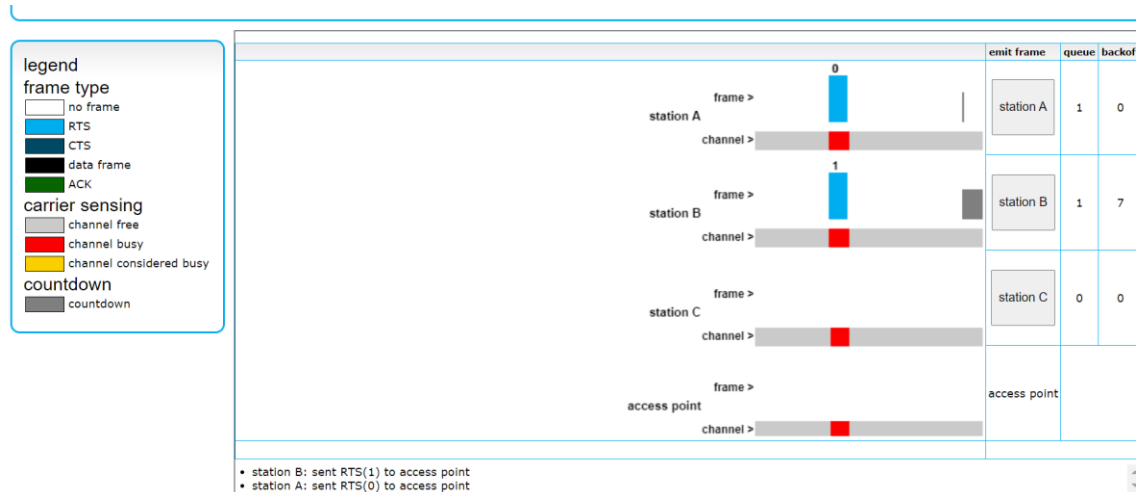 legend
frame type
no frame
RTS
CTS
data frame
ACK
carrier sensing
channel free
channel busy
channel considered busy
countdown
countdown
emit frame queue backof
0
frame >
station A
channel >
station A 1 0
1
frame >
station B
channel >
station B 1 7
frame >
station C
channel >
station C 0 0
frame >
access point
channel >
access point
• station B: sent RTS(1) to access point
• station A: sent RTS(0) to access point